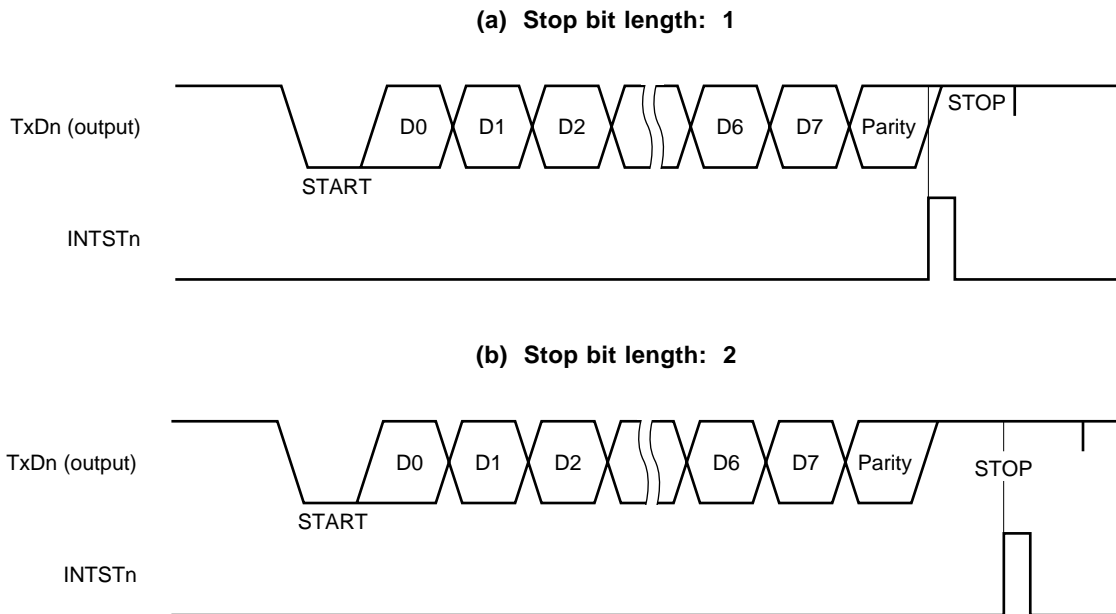 (a) Stop bit length: 1
TxDn (output)
D0 D1 D2 D6 D7 Parity STOP
START
INTSTn
(b) Stop bit length: 2
TxDn (output)
D0 D1 D2 D6 D7 Parity STOP
START
INTSTn